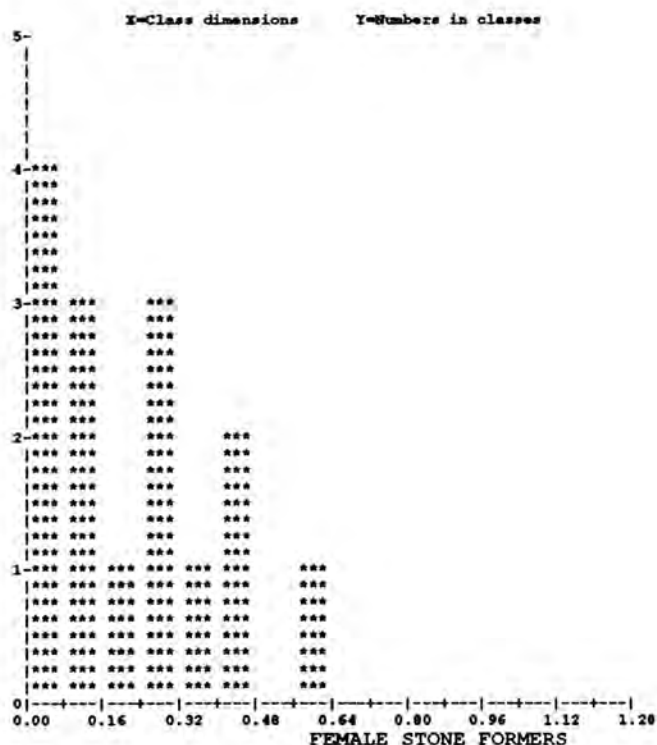 X=Class dimensions Y=Numbers in classes
5
4
3
2
1
0
0.00 0.16 0.32 0.48 0.64 0.80 0.96 1.12 1.20
FEMALE STONE FORMERS